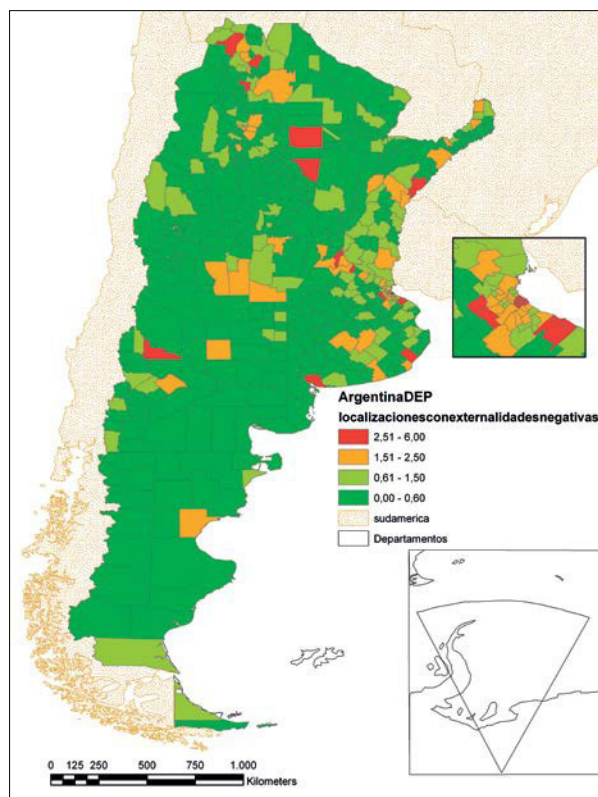 ArgentinaDEP
localizacionesconexternalidadesnegativas
2,51 - 6,00
1,51 - 2,50
0,61 - 1,50
0,00 - 0,60
sudamerica
Departamentos
0 125 250 500 750 1.000
Kilometers